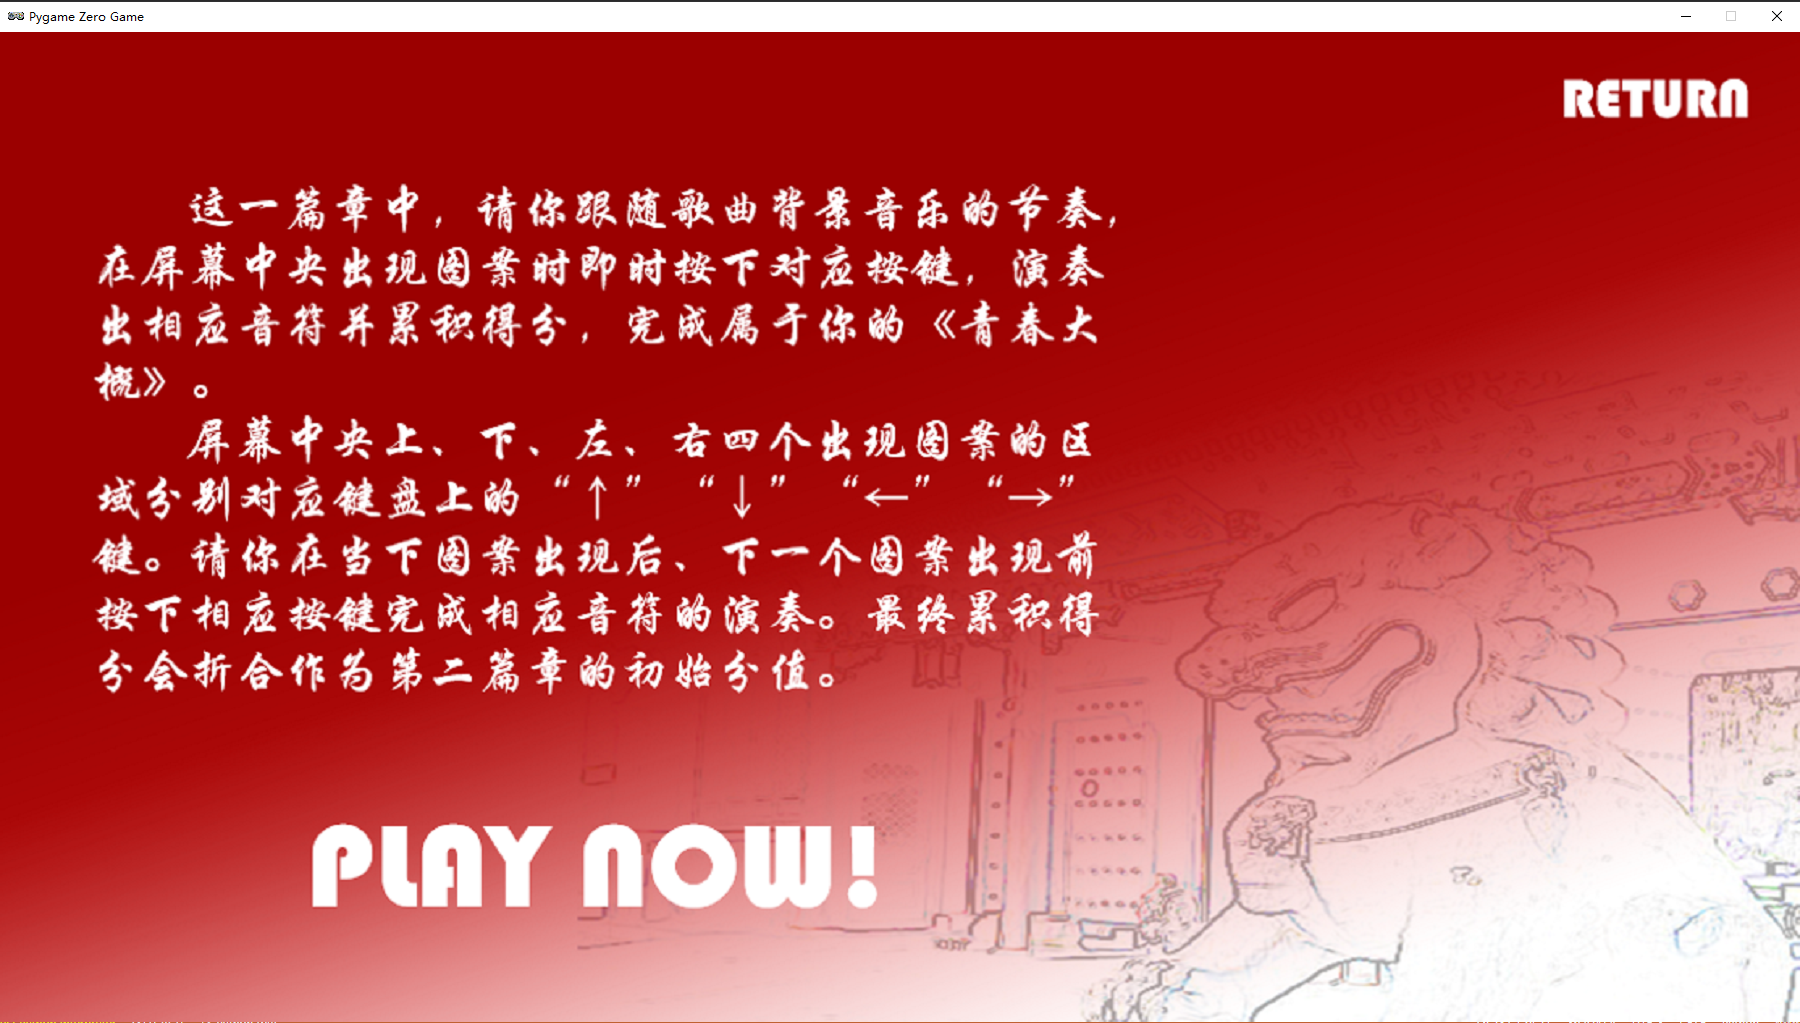 Pygame Zero Game
RETURN
这一篇章中，请你跟随歌曲背景音乐的节奏，
在屏幕中央出现图案时即时按下对应按键，演奏
出相应音符并累积得分，完成属于你的《青春大
概》。
屏幕中央上、下、左、右四个出现图案的区
域分别对应键盘上的“↑” “↓” “←” “→”
键。请你在当下图案出现后、下一个图案出现前
按下相应按键完成相应音符的演奏。最终累积得
分会折合作为第二篇章的初始分值。
PLAY NOW!